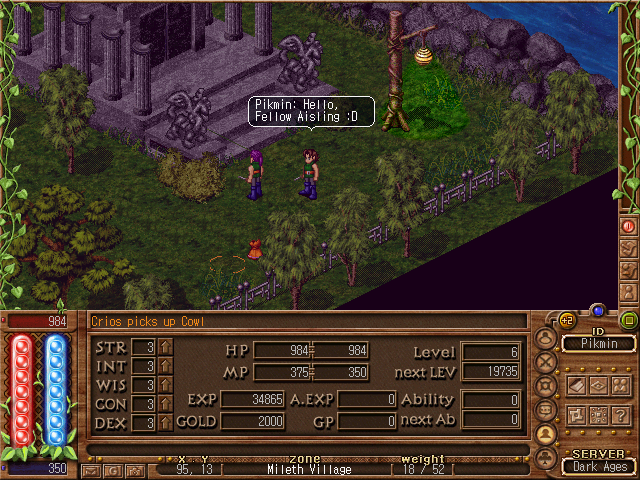 Pikmin: Hello,
Fellow Aisling :D
984
Crios picks up Cowl
+2
ID
Pikmin
STR 3
INT 3
WIS 3
CON 3
DEX 3
HP 984 984
MP 375 350
EXP 34865 A.EXP 0
GOLD 2000 GP 0
Level 6
next LEV 19735
Ability 0
next Ab 0
350
X Y zone weight
95, 13 Mileth Village 18 / 52
G
?
SERVER
Dark Ages